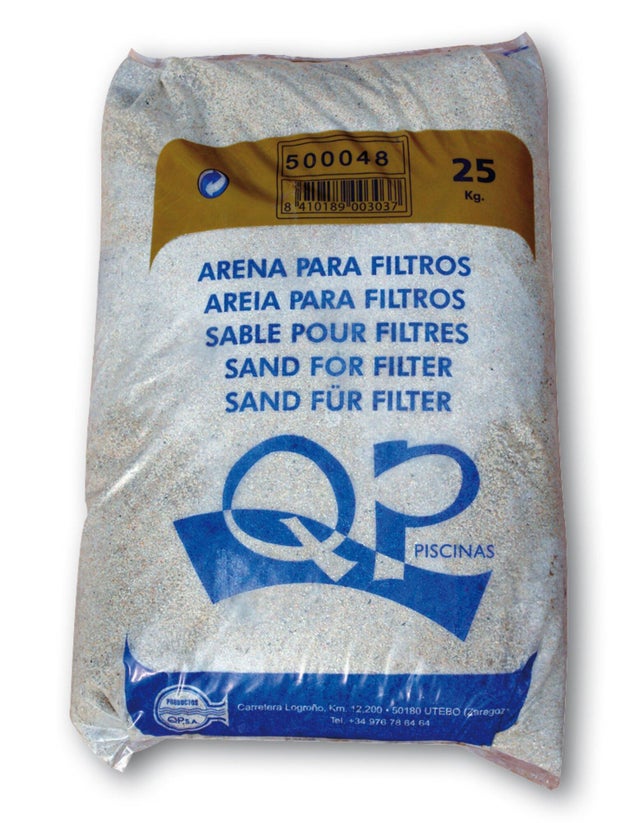 500048
25
Kg.
8 410189 003037
ARENA PARA FILTROS
AREIA PARA FILTROS
SABLE POUR FILTRES
SAND FOR FILTER
SAND FÜR FILTER
QP
PISCINAS
PRODUCTOS
QP, S.A.
Carretera Logroño, Km. 12,200 • 50180 UTEBO (Zaragoz
Tel. +34 976 78 64 64